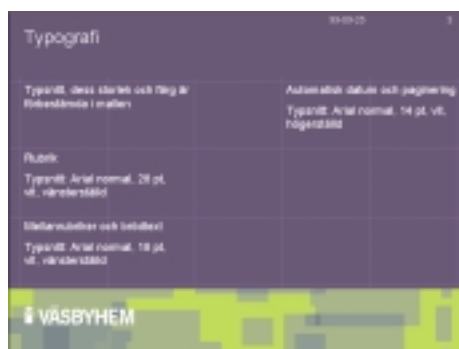 3
Typografi
Typsnitt, dess storlek och färg är
förbestämda i mallen
Automatisk datum och paginering
Typsnitt: Arial normal, 14 pt, vit,
högerställd
Rubrik
Typsnitt: Arial normal, 28 pt,
vit, vänsterställd
Mellanrubriker och brödtext
Typsnitt: Arial normal, 18 pt,
vit, vänsterställd
VÄSBYHEM